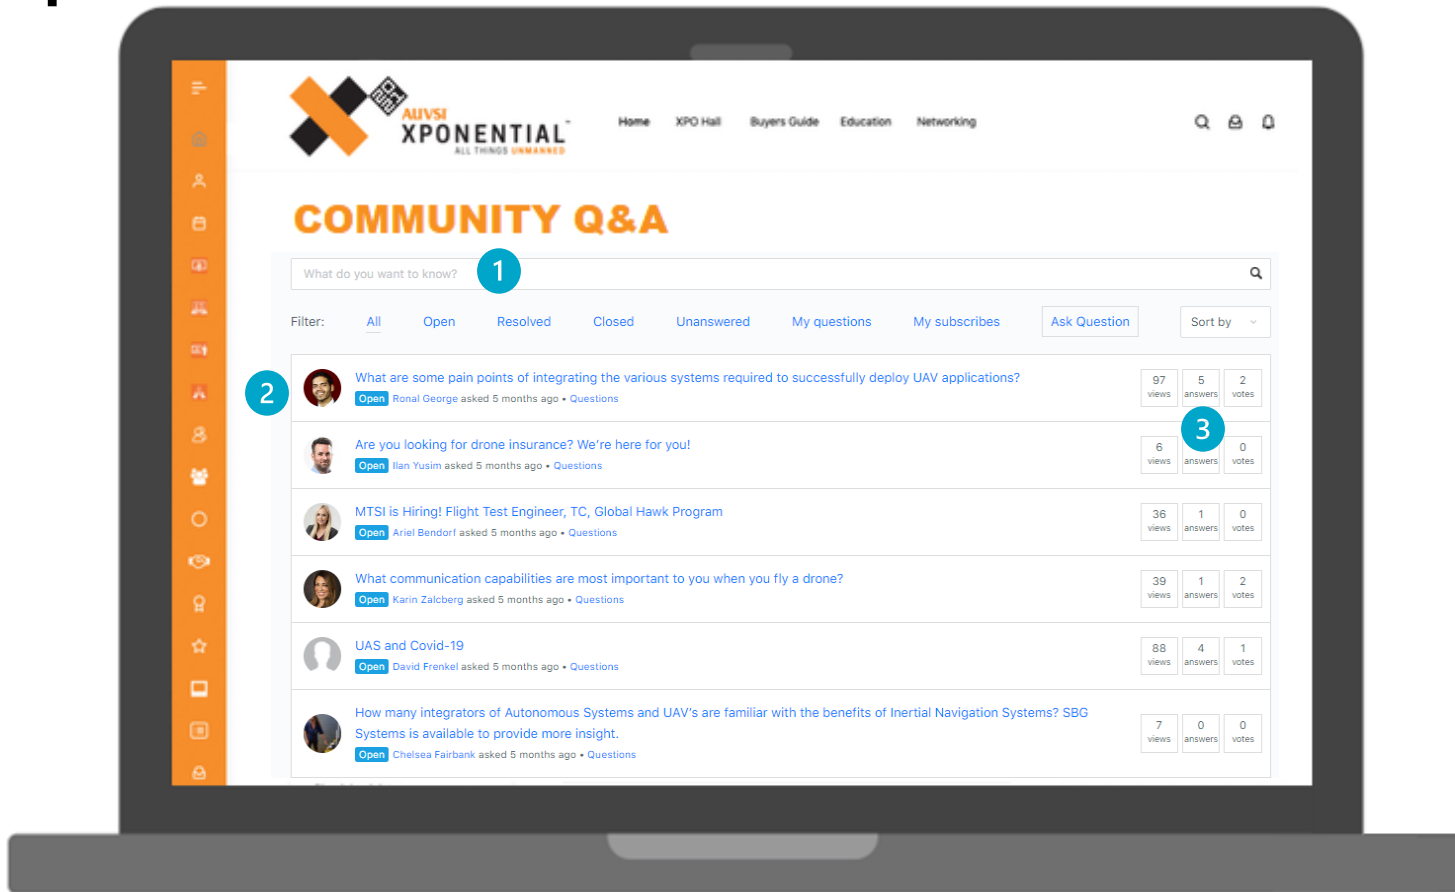 AUVSI
XPONENTIAL
ALL THINGS UNMANNED
Home XPO Hall Buyers Guide Education Networking
COMMUNITY Q&A
What do you want to know? 1
Filter: All Open Resolved Closed Unanswered My questions My subscribes Ask Question Sort by
2
What are some pain points of integrating the various systems required to successfully deploy UAV applications?
Open Ronal George asked 5 months ago • Questions
97 views 5 answers 2 votes
3
Are you looking for drone insurance? We're here for you!
Open Ilan Yusim asked 5 months ago • Questions
6 views answers 0 votes
MTSI is Hiring! Flight Test Engineer, TC, Global Hawk Program
Open Ariel Bendorf asked 5 months ago • Questions
36 views 1 answers 0 votes
What communication capabilities are most important to you when you fly a drone?
Open Karin Zalcberg asked 5 months ago • Questions
39 views 1 answers 2 votes
UAS and Covid-19
Open David Frenkel asked 5 months ago • Questions
88 views 4 answers 1 votes
How many integrators of Autonomous Systems and UAV's are familiar with the benefits of Inertial Navigation Systems? SBG
Systems is available to provide more insight.
Open Chelsea Fairbank asked 5 months ago • Questions
7 views 0 answers 0 votes